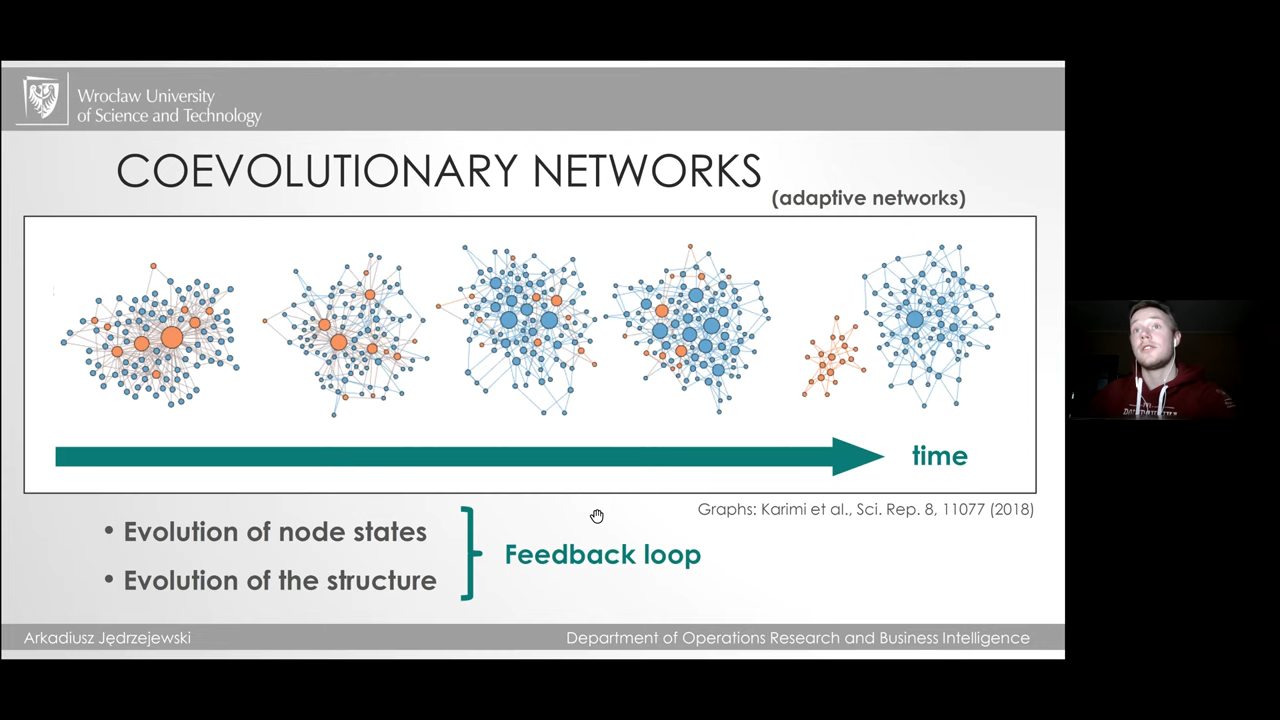 Wrocław University
of Science and Technology
COEVOLUTIONARY NETWORKS
(adaptive networks)
time
Graphs: Karimi et al., Sci. Rep. 8, 11077 (2018)
• Evolution of node states
• Evolution of the structure
Feedback loop
Arkadiusz Jędrzejewski
Department of Operations Research and Business Intelligence